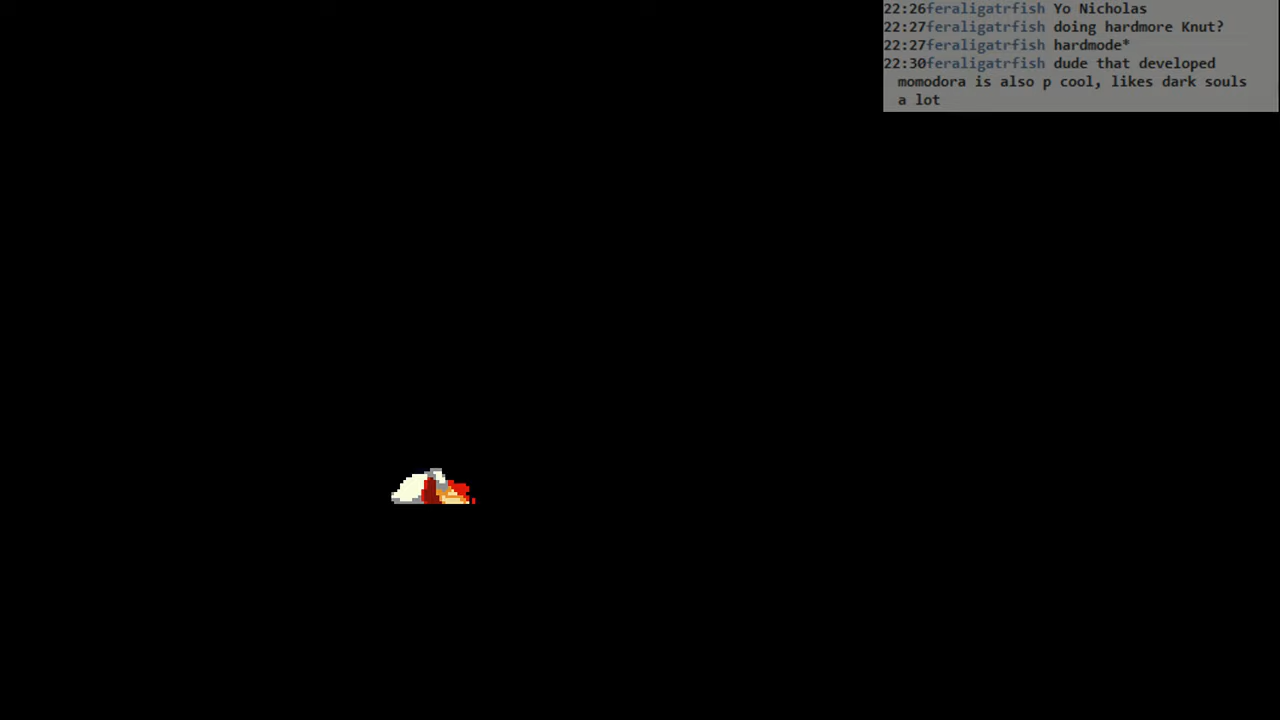 22:26feraligatrfish Yo Nicholas
22:27feraligatrfish doing hardmore Knut?
22:27feraligatrfish hardmode*
22:30feraligatrfish dude that developed
momodora is also p cool, likes dark souls
a lot